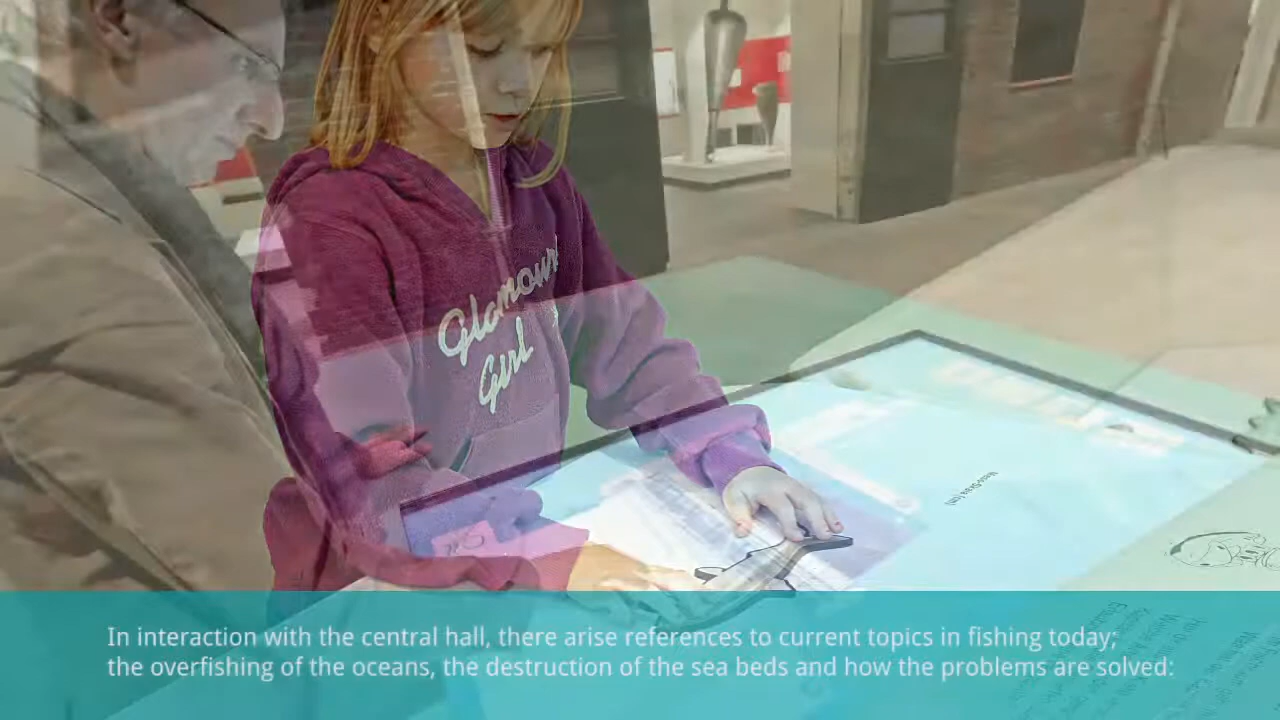 Glamour
Girl
In interaction with the central hall, there arise references to current topics in fishing today;
the overfishing of the oceans, the destruction of the sea beds and how the problems are solved: